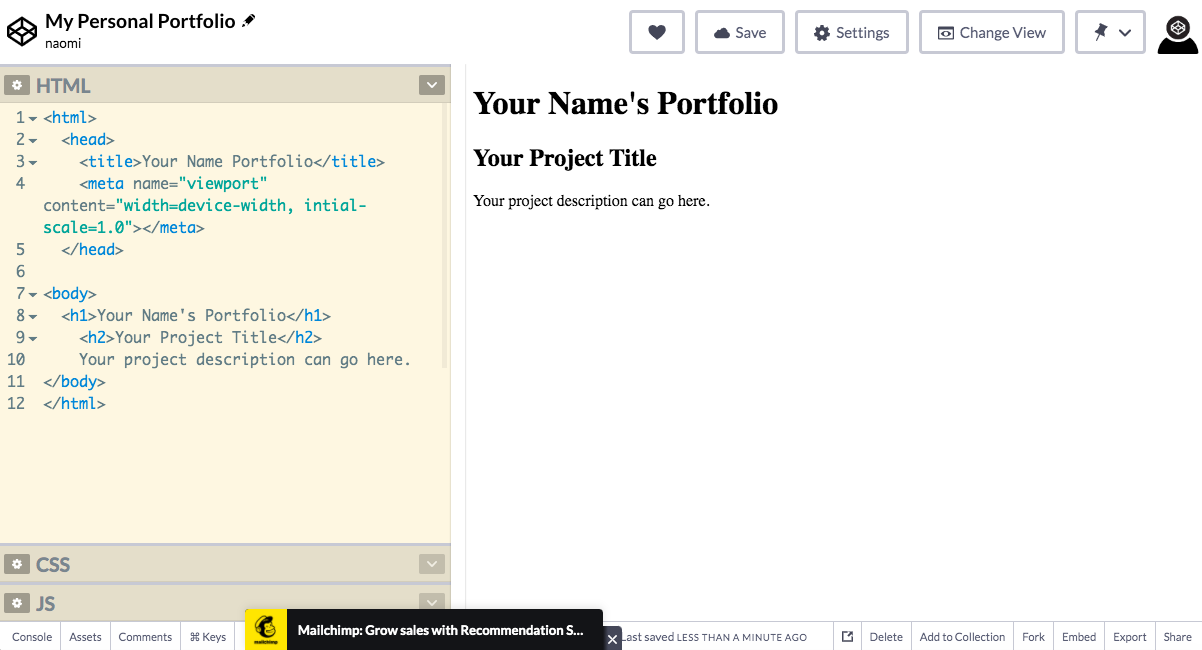 My Personal Portfolio
naomi
Save
Settings
Change View
HTML
1 <html>
2 <head>
3 <title>Your Name Portfolio</title>
4 <meta name="viewport"
content="width=device-width, intial-
scale=1.0"></meta>
5 </head>
6
7 <body>
8 <h1>Your Name's Portfolio</h1>
9 <h2>Your Project Title</h2>
10 Your project description can go here.
11 </body>
12 </html>
Your Name's Portfolio
Your Project Title
Your project description can go here.
CSS
JS
Console
Assets
Comments
⌘ Keys
mailchimp
Mailchimp: Grow sales with Recommendation S...
Last saved LESS THAN A MINUTE AGO
Delete
Add to Collection
Fork
Embed
Export
Share